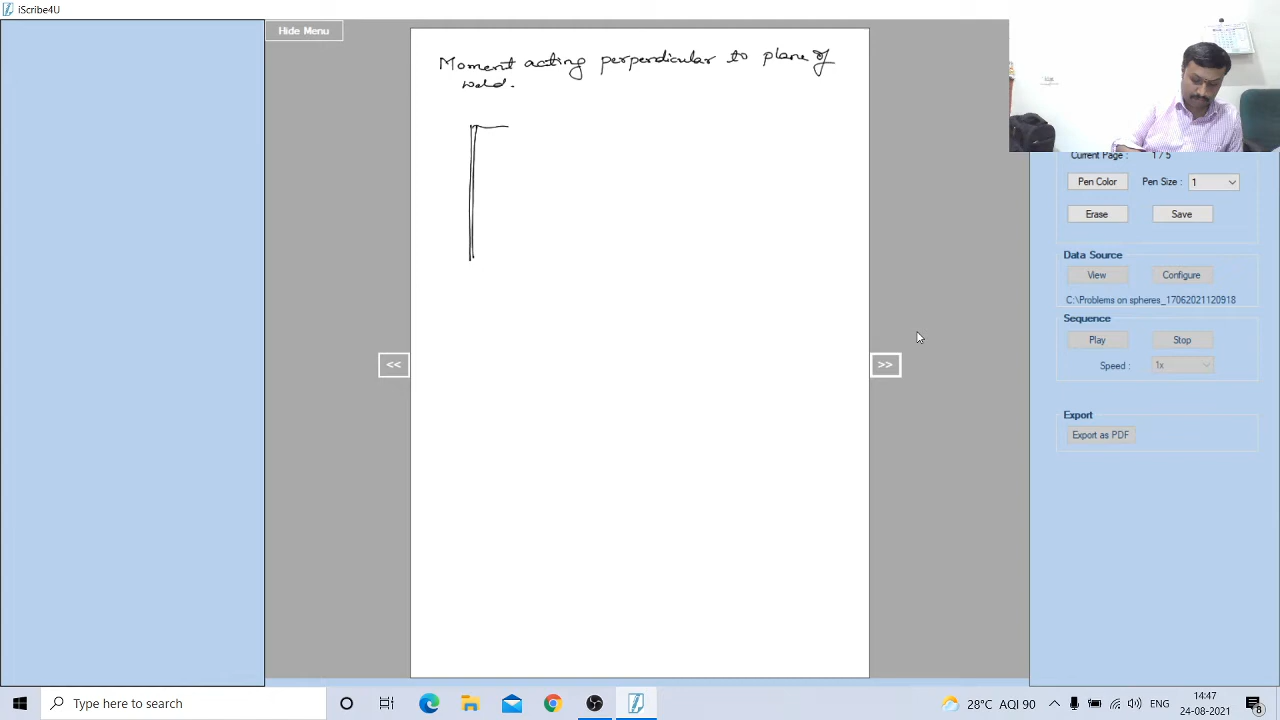 iScribe4U
Hide Menu
Moment acting perpendicular to plane of
weld.
Current Page : 1 / 5
Pen Color Pen Size : 1
Erase Save
Data Source
View Configure
C:\Problems on spheres_17062021120918
Sequence
Play Stop
Speed : 1x
<< >>
Export
Export as PDF
Type here to search
28°C AQI 90 ENG 14:47
24-08-2021